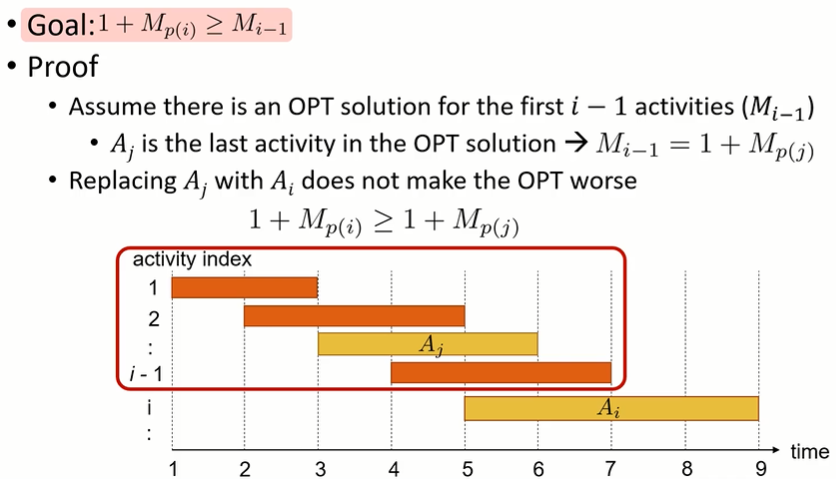 • Goal: 1 + M_{p(i)} ≥ M_{i−1}
• Proof
• Assume there is an OPT solution for the first i − 1 activities (M_{i−1})
• A_j is the last activity in the OPT solution → M_{i−1} = 1 + M_{p(j)}
• Replacing A_j with A_i does not make the OPT worse
1 + M_{p(i)} ≥ 1 + M_{p(j)}
activity index
1
2
: A_j
i - 1
i A_i
:
time
1 2 3 4 5 6 7 8 9